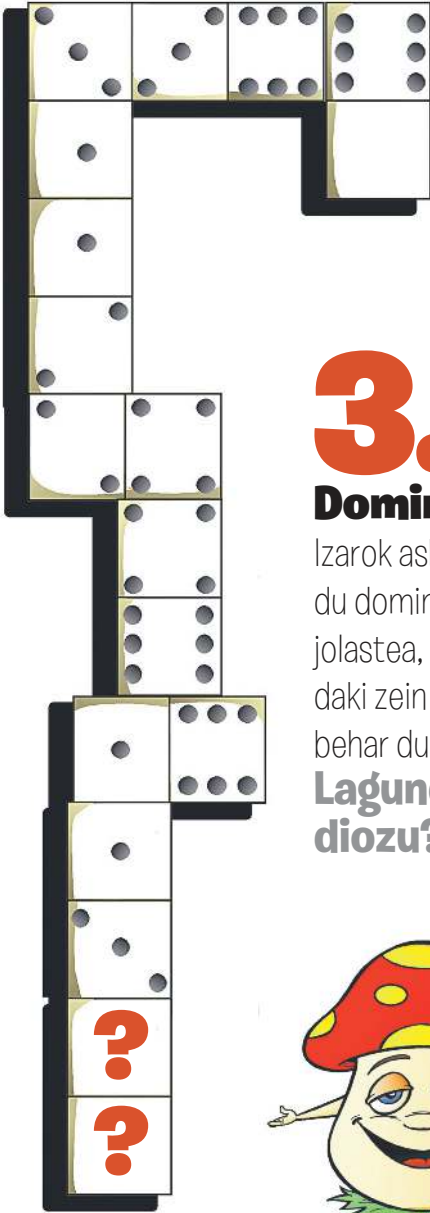 3.
Domin
Izarok as
du domin
jolastea,
daki zein
behar du
Lagun
diozu?
?
?